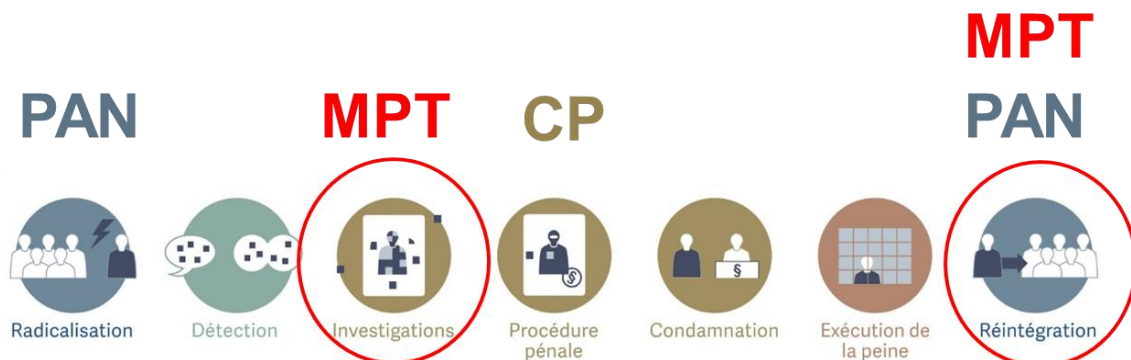 MPT
PAN MPT CP PAN
Radicalisation Détection Investigations Procédure pénale Condamnation § Exécution de la peine Réintégration
§